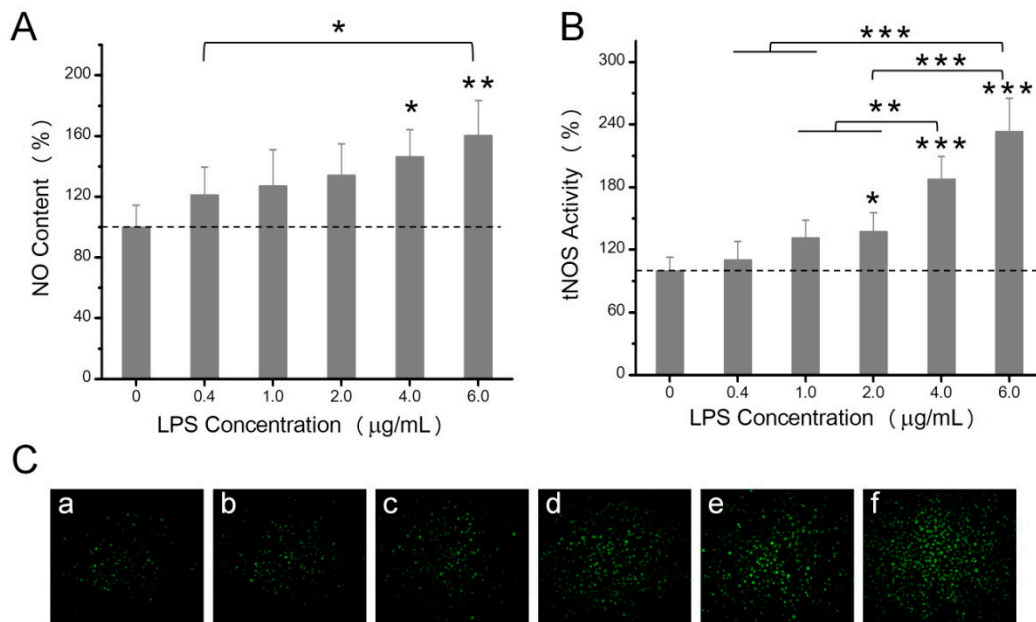 A
*
*
**
200
160
120
80
40
0
NO Content (%)
0 0.4 1.0 2.0 4.0 6.0
LPS Concentration (μg/mL)
B
***
***
***
**
***
*
300
240
180
120
60
0
tNOS Activity (%)
0 0.4 1.0 2.0 4.0 6.0
LPS Concentration (μg/mL)
C
a b c d e f